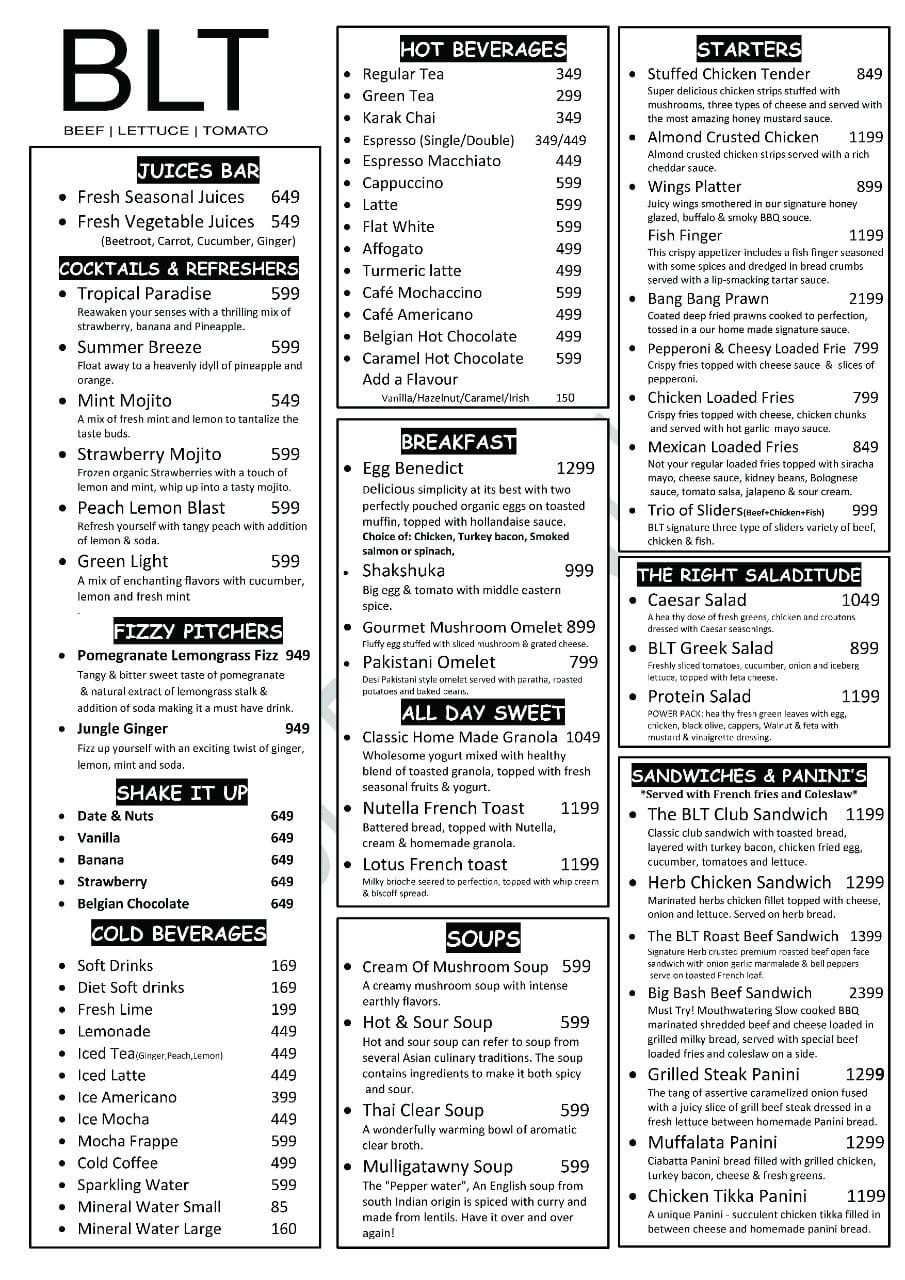 BLT
BEEF | LETTUCE | TOMATO
JUICES BAR
• Fresh Seasonal Juices 649
• Fresh Vegetable Juices 549
(Beetroot, Carrot, Cucumber, Ginger)
COCKTAILS & REFRESHERS
• Tropical Paradise 599
Reawaken your senses with a thrilling mix of
strawberry, banana and Pineapple.
• Summer Breeze 599
Float away to a heavenly idyll of pineapple and
orange.
• Mint Mojito 549
A mix of fresh mint and lemon to tantalize the
taste buds.
• Strawberry Mojito 599
Frozen organic Strawberries with a touch of
lemon and mint, whip up into a tasty mojito.
• Peach Lemon Blast 599
Refresh yourself with tangy peach with addition
of lemon & soda.
• Green Light 599
A mix of enchanting flavors with cucumber,
lemon and fresh mint
.
FIZZY PITCHERS
• Pomegranate Lemongrass Fizz 949
Tangy & bitter sweet taste of pomegranate
& natural extract of lemongrass stalk &
addition of soda making it a must have drink.
• Jungle Ginger 949
Fizz up yourself with an exciting twist of ginger,
lemon, mint and soda.
SHAKE IT UP
• Date & Nuts 649
• Vanilla 649
• Banana 649
• Strawberry 649
• Belgian Chocolate 649
COLD BEVERAGES
• Soft Drinks 169
• Diet Soft drinks 169
• Fresh Lime 199
• Lemonade 449
• Iced Tea(Ginger,Peach,Lemon) 449
• Iced Latte 449
• Ice Americano 399
• Ice Mocha 449
• Mocha Frappe 599
• Cold Coffee 499
• Sparkling Water 599
• Mineral Water Small 85
• Mineral Water Large 160
HOT BEVERAGES
• Regular Tea 349
• Green Tea 299
• Karak Chai 349
• Espresso (Single/Double) 349/449
• Espresso Macchiato 449
• Cappuccino 599
• Latte 599
• Flat White 599
• Affogato 499
• Turmeric latte 499
• Café Mochaccino 599
• Café Americano 499
• Belgian Hot Chocolate 499
• Caramel Hot Chocolate 599
Add a Flavour
Vanilla/Hazelnut/Caramel/Irish 150
BREAKFAST
• Egg Benedict 1299
Delicious simplicity at its best with two
perfectly pouched organic eggs on toasted
muffin, topped with hollandaise sauce.
Choice of: Chicken, Turkey bacon, Smoked
salmon or spinach,
• Shakshuka 999
Big egg & tomato with middle eastern
spice.
• Gourmet Mushroom Omelet 899
Fluffy egg stuffed with sliced mushroom & grated cheese.
• Pakistani Omelet 799
Desi Pakistani style omelet served with paratha, roasted
potatoes and baked beans.
ALL DAY SWEET
• Classic Home Made Granola 1049
Wholesome yogurt mixed with healthy
blend of toasted granola, topped with fresh
seasonal fruits & yogurt.
• Nutella French Toast 1199
Battered bread, topped with Nutella,
cream & homemade granola.
• Lotus French toast 1199
Milky brioche seared to perfection, topped with whip cream
& biscoff spread.
SOUPS
• Cream Of Mushroom Soup 599
A creamy mushroom soup with intense
earthly flavors.
• Hot & Sour Soup 599
Hot and sour soup can refer to soup from
several Asian culinary traditions. The soup
contains ingredients to make it both spicy
and sour.
• Thai Clear Soup 599
A wonderfully warming bowl of aromatic
clear broth.
• Mulligatawny Soup 599
The "Pepper water", An English soup from
south Indian origin is spiced with curry and
made from lentils. Have it over and over
again!
STARTERS
• Stuffed Chicken Tender 849
Super delicious chicken strips stuffed with
mushrooms, three types of cheese and served with
the most amazing honey mustard sauce.
• Almond Crusted Chicken 1199
Almond crusted chicken strips served with a rich
cheddar sauce.
• Wings Platter 899
Juicy wings smothered in our signature honey
glazed, buffalo & smoky BBQ souce.
Fish Finger 1199
This crispy appetizer includes a fish finger seasoned
with some spices and dredged in bread crumbs
served with a lip-smacking tartar sauce.
• Bang Bang Prawn 2199
Coated deep fried prawns cooked to perfection,
tossed in a our home made signature sauce.
• Pepperoni & Cheesy Loaded Frie 799
Crispy fries topped with cheese sauce & slices of
pepperoni.
• Chicken Loaded Fries 799
Crispy fries topped with cheese, chicken chunks
and served with hot garlic mayo sauce.
• Mexican Loaded Fries 849
Not your regular loaded fries topped with siracha
mayo, cheese sauce, kidney beans, Bolognese
sauce, tomato salsa, jalapeno & sour cream.
• Trio of Sliders(Beef+Chicken+Fish) 999
BLT signature three type of sliders variety of beef,
chicken & fish.
THE RIGHT SALADITUDE
• Caesar Salad 1049
A hea thy dose of fresh greens, chicken and croutons
dressed with Caesar seasonings.
• BLT Greek Salad 899
Freshly sliced tomatoes, cucumber, onion and iceberg
lettuce, topped with feta cheese.
• Protein Salad 1199
POWER PACK: healthy fresh green leaves with egg,
chicken, black olive, cappers, Walnut & feta with
mustard & vinaigrette dressing.
SANDWICHES & PANINI'S
*Served with French fries and Coleslaw*
• The BLT Club Sandwich 1199
Classic club sandwich with toasted bread,
layered with turkey bacon, chicken fried egg,
cucumber, tomatoes and lettuce.
• Herb Chicken Sandwich 1299
Marinated herbs chicken fillet topped with cheese,
onion and lettuce. Served on herb bread.
• The BLT Roast Beef Sandwich 1399
Signature Herb crusted premium roasted beef open face
sandwich with onion garlic marmalade & bell peppers
serve on toasted French loaf.
• Big Bash Beef Sandwich 2399
Must Try! Mouthwatering Slow cooked BBQ
marinated shredded beef and cheese loaded in
grilled milky bread, served with special beef
loaded fries and coleslaw on a side.
• Grilled Steak Panini 1299
The tang of assertive caramelized onion fused
with a juicy slice of grill beef steak dressed in a
fresh lettuce between homemade Panini bread.
• Muffalata Panini 1299
Ciabatta Panini bread filled with grilled chicken,
turkey bacon, cheese & fresh greens.
• Chicken Tikka Panini 1199
A unique Panini - succulent chicken tikka filled in
between cheese and homemade panini bread.